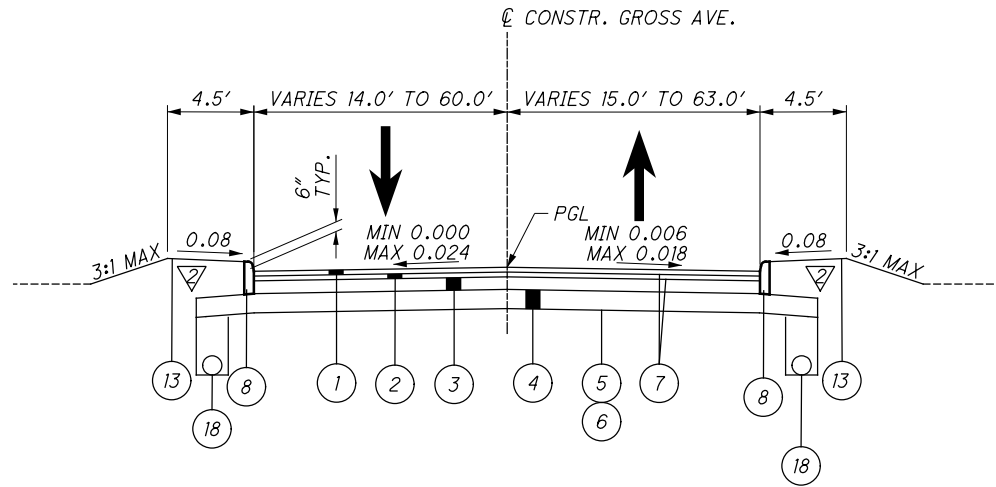 ℄ CONSTR. GROSS AVE.
4.5'
VARIES 14.0' TO 60.0'
VARIES 15.0' TO 63.0'
4.5'
6"
TYP.
PGL
MIN 0.000
MAX 0.024
MIN 0.006
MAX 0.018
3:1 MAX
0.08
0.08
3:1 MAX
2
2
13
8
1
2
3
4
5
7
8
13
6
18
18